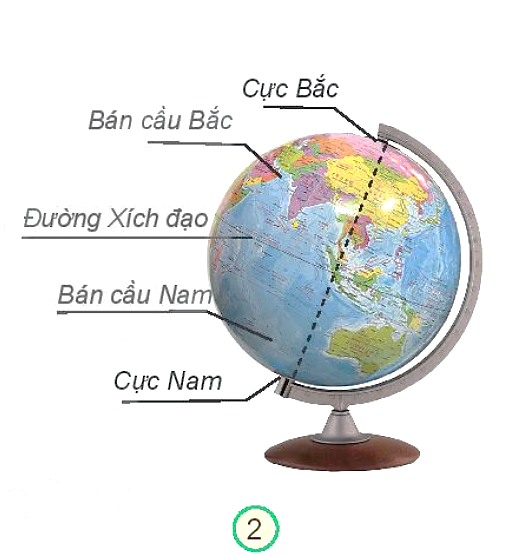 Cực Bắc
Bán cầu Bắc
Đường Xích đạo
Bán cầu Nam
Cực Nam
2